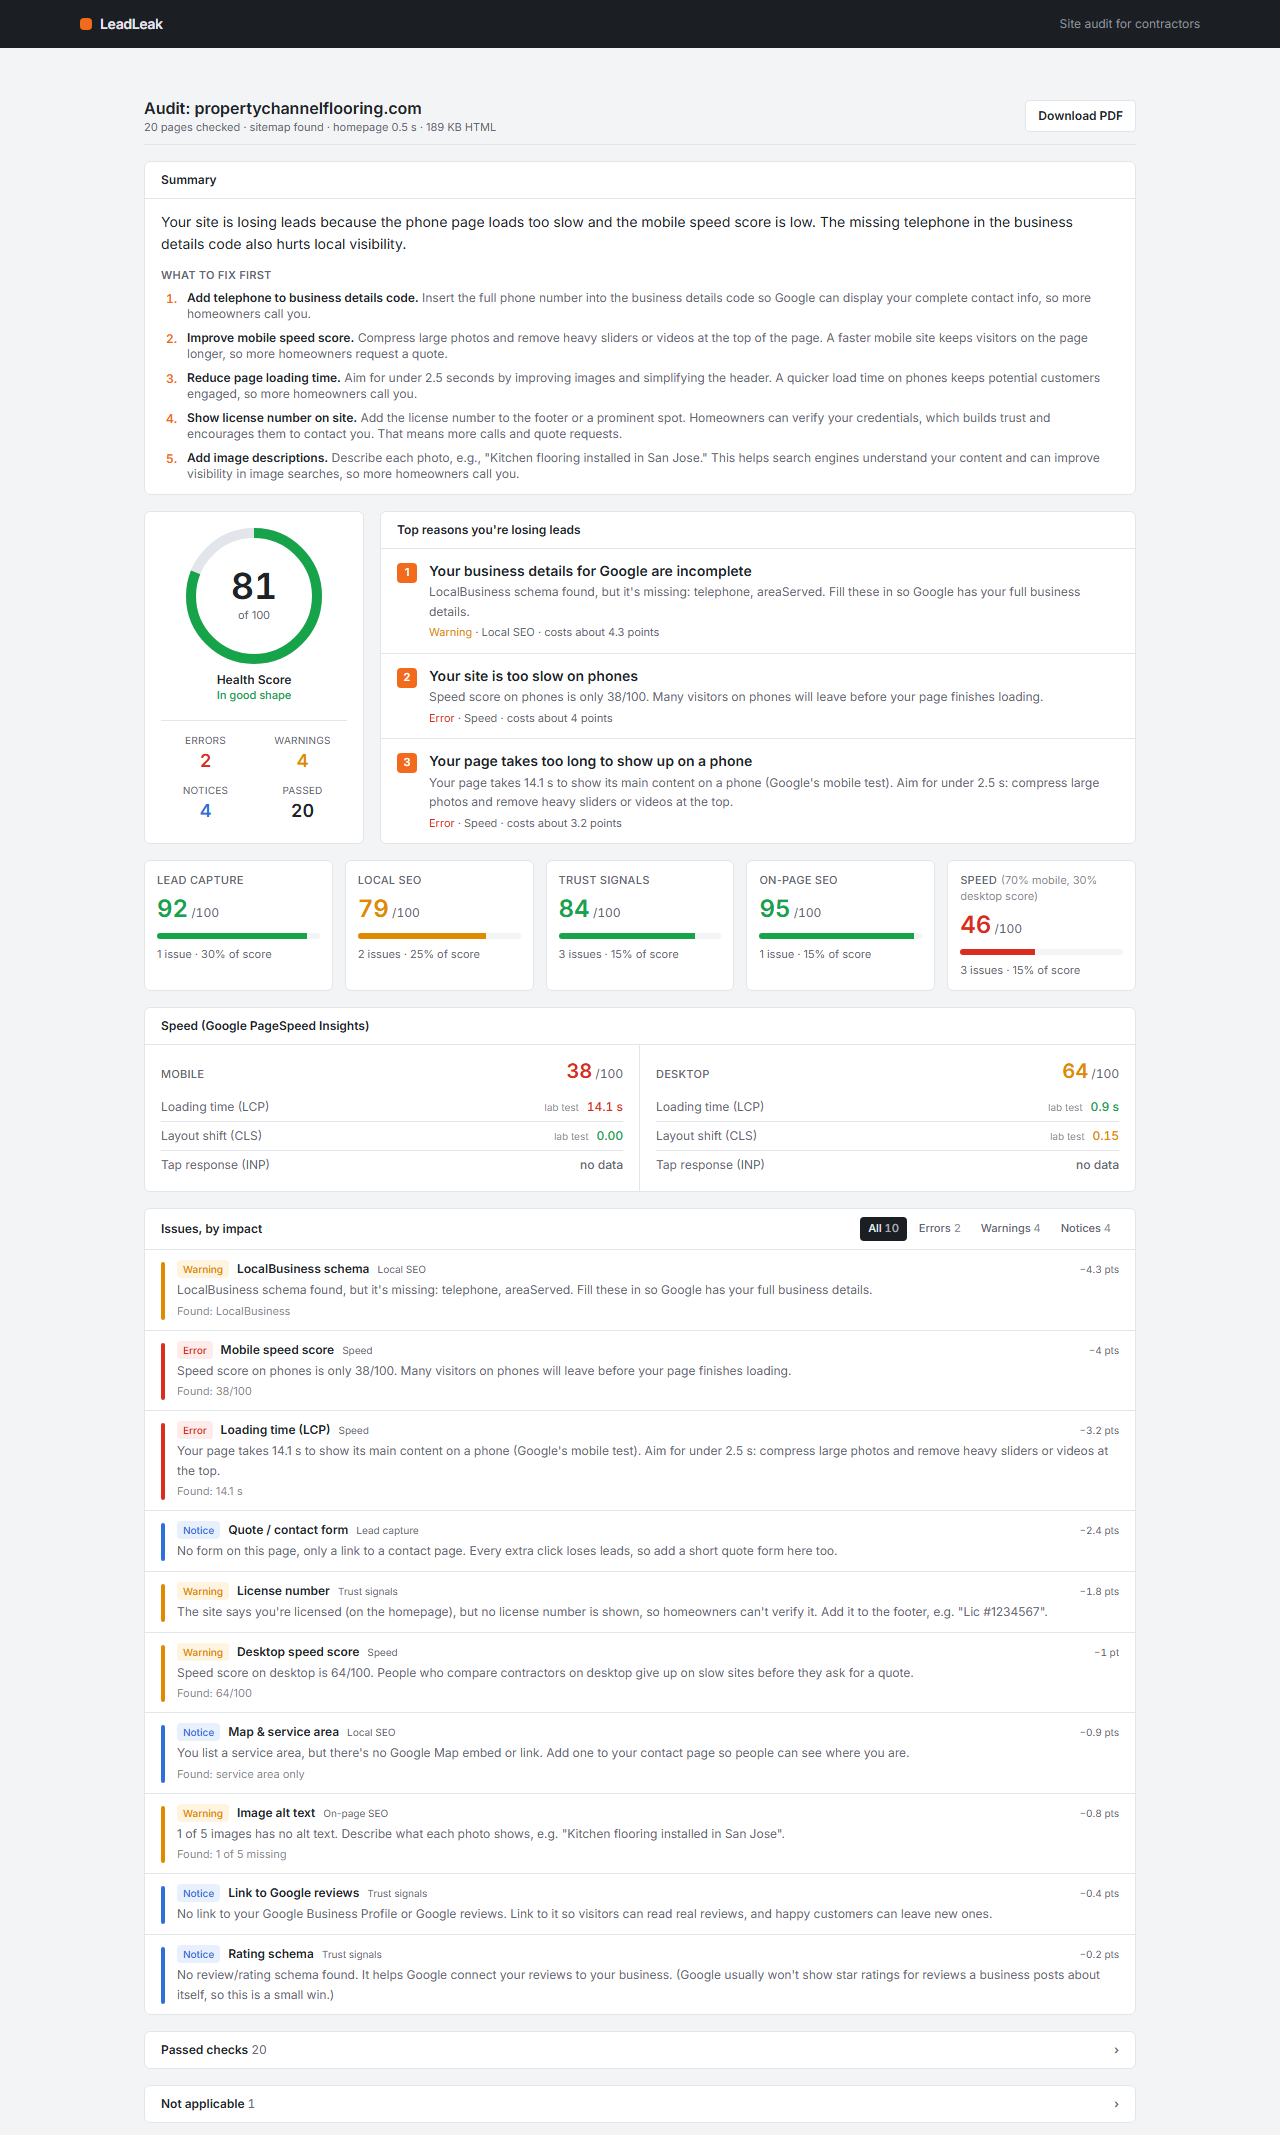 LeadLeak
Site audit for contractors
Audit: propertychannelflooring.com
20 pages checked · sitemap found · homepage 0.5 s · 189 KB HTML
Download PDF
Summary
Your site is losing leads because the phone page loads too slow and the mobile speed score is low. The missing telephone in the business
details code also hurts local visibility.
WHAT TO FIX FIRST
1. Add telephone to business details code. Insert the full phone number into the business details code so Google can display your complete contact info, so more
homeowners call you.
2. Improve mobile speed score. Compress large photos and remove heavy sliders or videos at the top of the page. A faster mobile site keeps visitors on the page
longer, so more homeowners request a quote.
3. Reduce page loading time. Aim for under 2.5 seconds by improving images and simplifying the header. A quicker load time on phones keeps potential customers
engaged, so more homeowners call you.
4. Show license number on site. Add the license number to the footer or a prominent spot. Homeowners can verify your credentials, which builds trust and
encourages them to contact you. That means more calls and quote requests.
5. Add image descriptions. Describe each photo, e.g., "Kitchen flooring installed in San Jose." This helps search engines understand your content and can improve
visibility in image searches, so more homeowners call you.
81
of 100
Health Score
In good shape
ERRORS WARNINGS
2 4
NOTICES PASSED
4 20
Top reasons you're losing leads
1 Your business details for Google are incomplete
LocalBusiness schema found, but it's missing: telephone, areaServed. Fill these in so Google has your full business
details.
Warning · Local SEO · costs about 4.3 points
2 Your site is too slow on phones
Speed score on phones is only 38/100. Many visitors on phones will leave before your page finishes loading.
Error · Speed · costs about 4 points
3 Your page takes too long to show up on a phone
Your page takes 14.1 s to show its main content on a phone (Google's mobile test). Aim for under 2.5 s: compress large
photos and remove heavy sliders or videos at the top.
Error · Speed · costs about 3.2 points
LEAD CAPTURE
92 /100
1 issue · 30% of score
LOCAL SEO
79 /100
2 issues · 25% of score
TRUST SIGNALS
84 /100
3 issues · 15% of score
ON-PAGE SEO
95 /100
1 issue · 15% of score
SPEED (70% mobile, 30%
desktop score)
46 /100
3 issues · 15% of score
Speed (Google PageSpeed Insights)
MOBILE 38 /100
Loading time (LCP) lab test 14.1 s
Layout shift (CLS) lab test 0.00
Tap response (INP) no data
DESKTOP 64 /100
Loading time (LCP) lab test 0.9 s
Layout shift (CLS) lab test 0.15
Tap response (INP) no data
Issues, by impact All 10 Errors 2 Warnings 4 Notices 4
Warning LocalBusiness schema Local SEO −4.3 pts
LocalBusiness schema found, but it's missing: telephone, areaServed. Fill these in so Google has your full business details.
Found: LocalBusiness
Error Mobile speed score Speed −4 pts
Speed score on phones is only 38/100. Many visitors on phones will leave before your page finishes loading.
Found: 38/100
Error Loading time (LCP) Speed −3.2 pts
Your page takes 14.1 s to show its main content on a phone (Google's mobile test). Aim for under 2.5 s: compress large photos and remove heavy sliders or videos at
the top.
Found: 14.1 s
Notice Quote / contact form Lead capture −2.4 pts
No form on this page, only a link to a contact page. Every extra click loses leads, so add a short quote form here too.
Warning License number Trust signals −1.8 pts
The site says you're licensed (on the homepage), but no license number is shown, so homeowners can't verify it. Add it to the footer, e.g. "Lic #1234567".
Warning Desktop speed score Speed −1 pt
Speed score on desktop is 64/100. People who compare contractors on desktop give up on slow sites before they ask for a quote.
Found: 64/100
Notice Map & service area Local SEO −0.9 pts
You list a service area, but there's no Google Map embed or link. Add one to your contact page so people can see where you are.
Found: service area only
Warning Image alt text On-page SEO −0.8 pts
1 of 5 images has no alt text. Describe what each photo shows, e.g. "Kitchen flooring installed in San Jose".
Found: 1 of 5 missing
Notice Link to Google reviews Trust signals −0.4 pts
No link to your Google Business Profile or Google reviews. Link to it so visitors can read real reviews, and happy customers can leave new ones.
Notice Rating schema Trust signals −0.2 pts
No review/rating schema found. It helps Google connect your reviews to your business. (Google usually won't show star ratings for reviews a business posts about
itself, so this is a small win.)
Passed checks 20 ›
Not applicable 1 ›